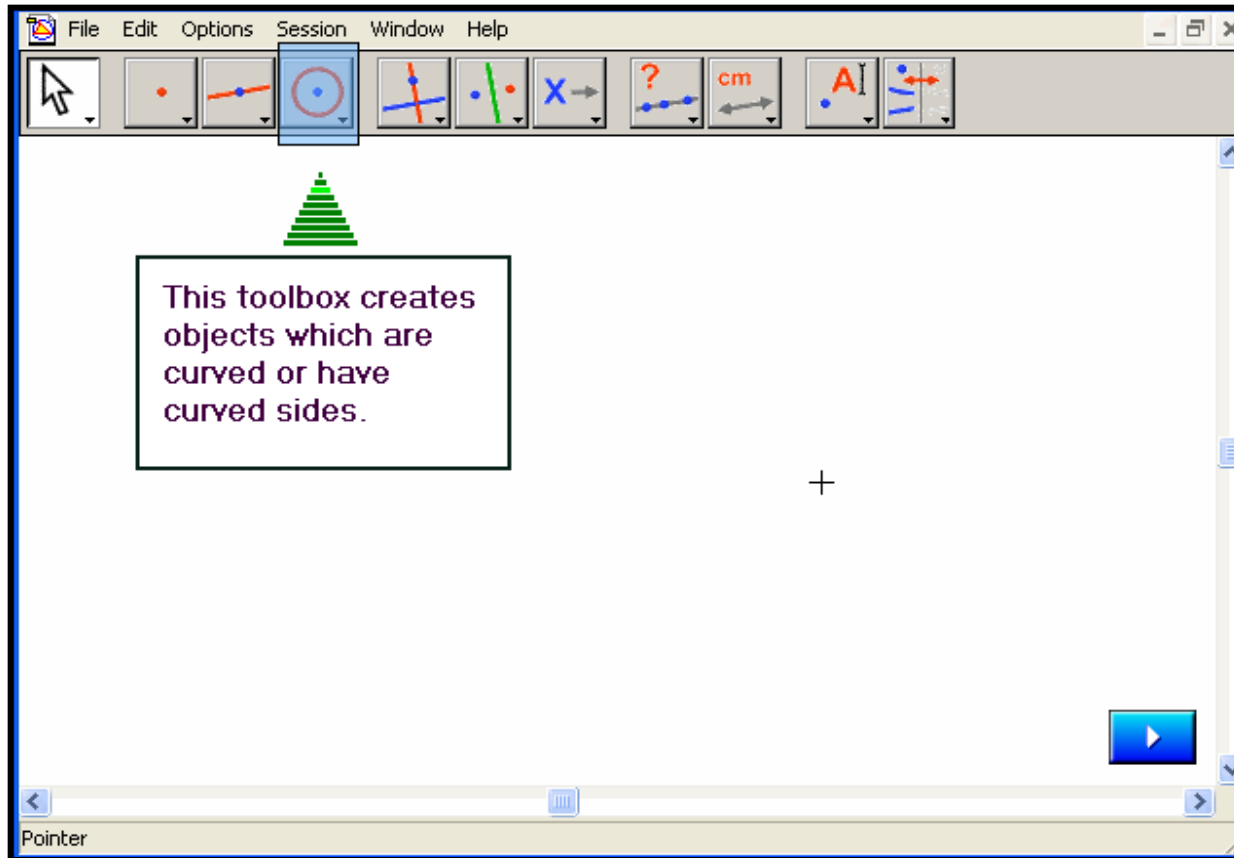 File Edit Options Session Window Help
? cm A
X
This toolbox creates
objects which are
curved or have
curved sides.
Pointer